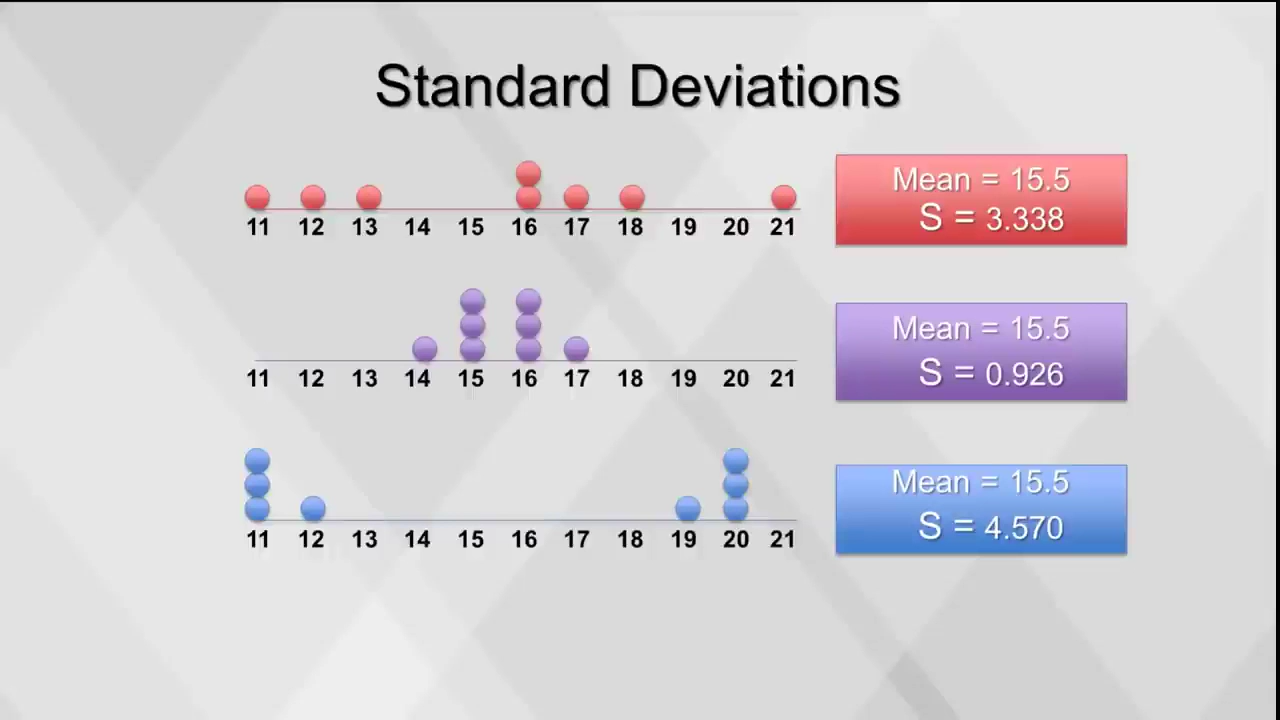 Standard Deviations
11 12 13 14 15 16 17 18 19 20 21
Mean = 15.5
S = 3.338
11 12 13 14 15 16 17 18 19 20 21
Mean = 15.5
S = 0.926
11 12 13 14 15 16 17 18 19 20 21
Mean = 15.5
S = 4.570